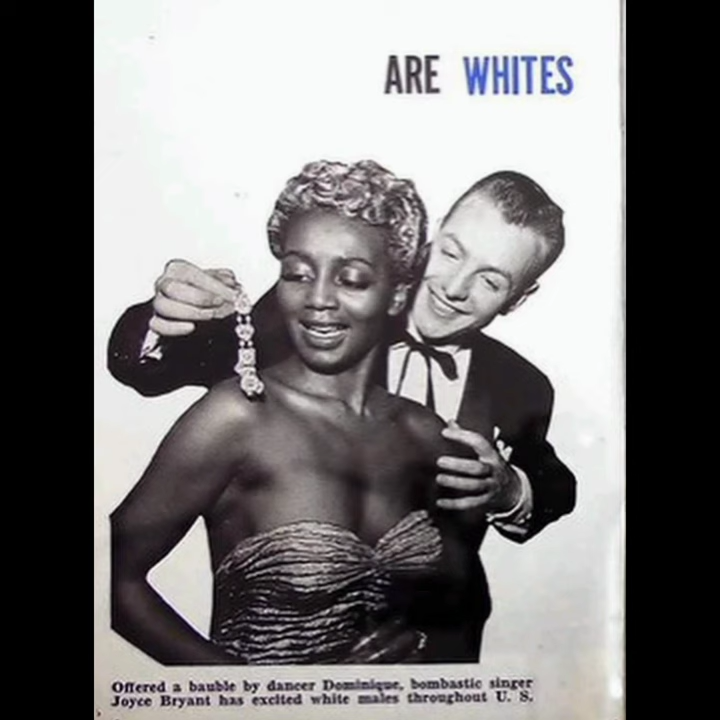 ARE WHITES
Offered a bauble by dancer Dominique, bombastic singer
Joyce Bryant has excited white males throughout U. S.